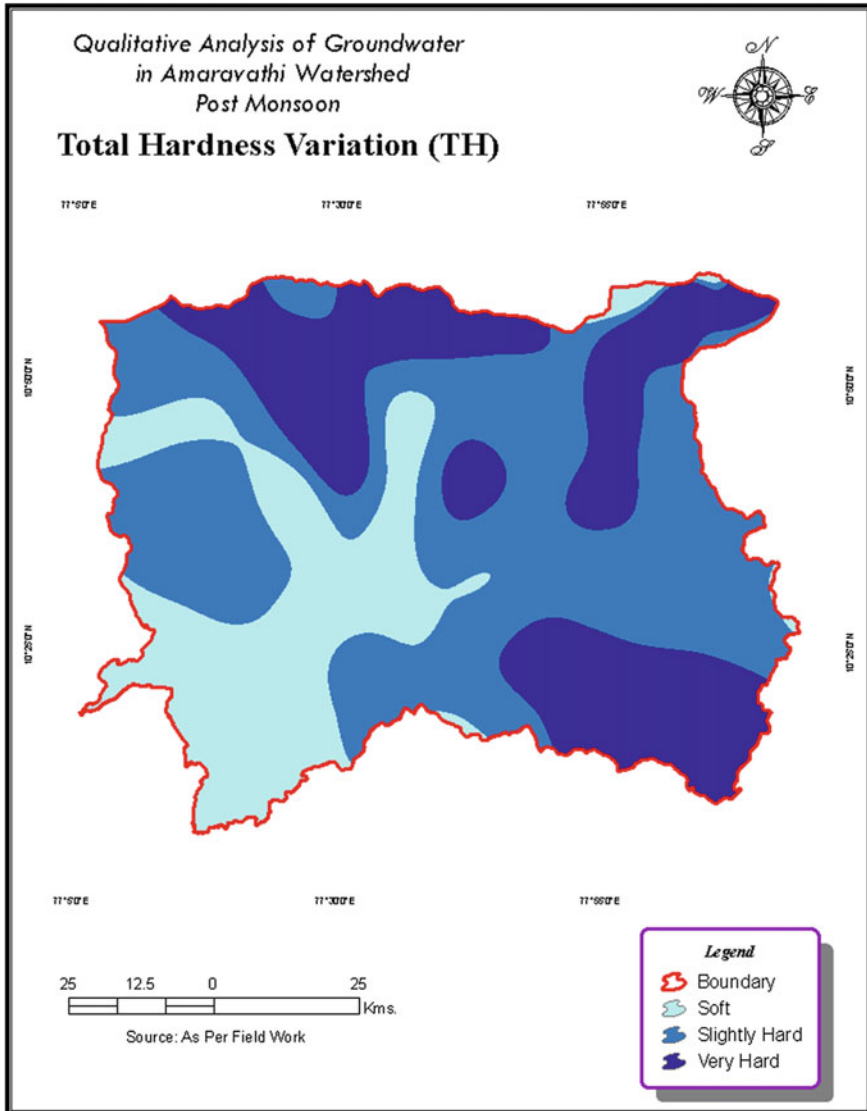 Qualitative Analysis of Groundwater
in Amaravathi Watershed
Post Monsoon
Total Hardness Variation (TH)
N
W E
S
25 12.5 0 25
Kms.
Source: As Per Field Work
Legend
Boundary
Soft
Slightly Hard
Very Hard